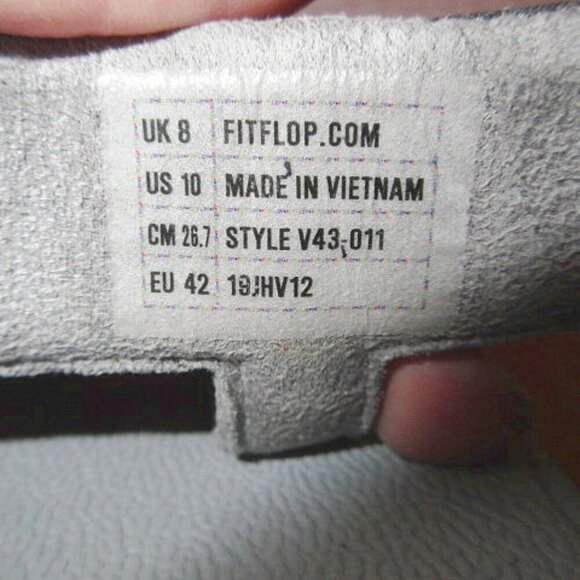 UK 8 FITFLOP.COM
US 10 MADE IN VIETNAM
CM 26.7 STYLE V43-011
EU 42 19JHV12